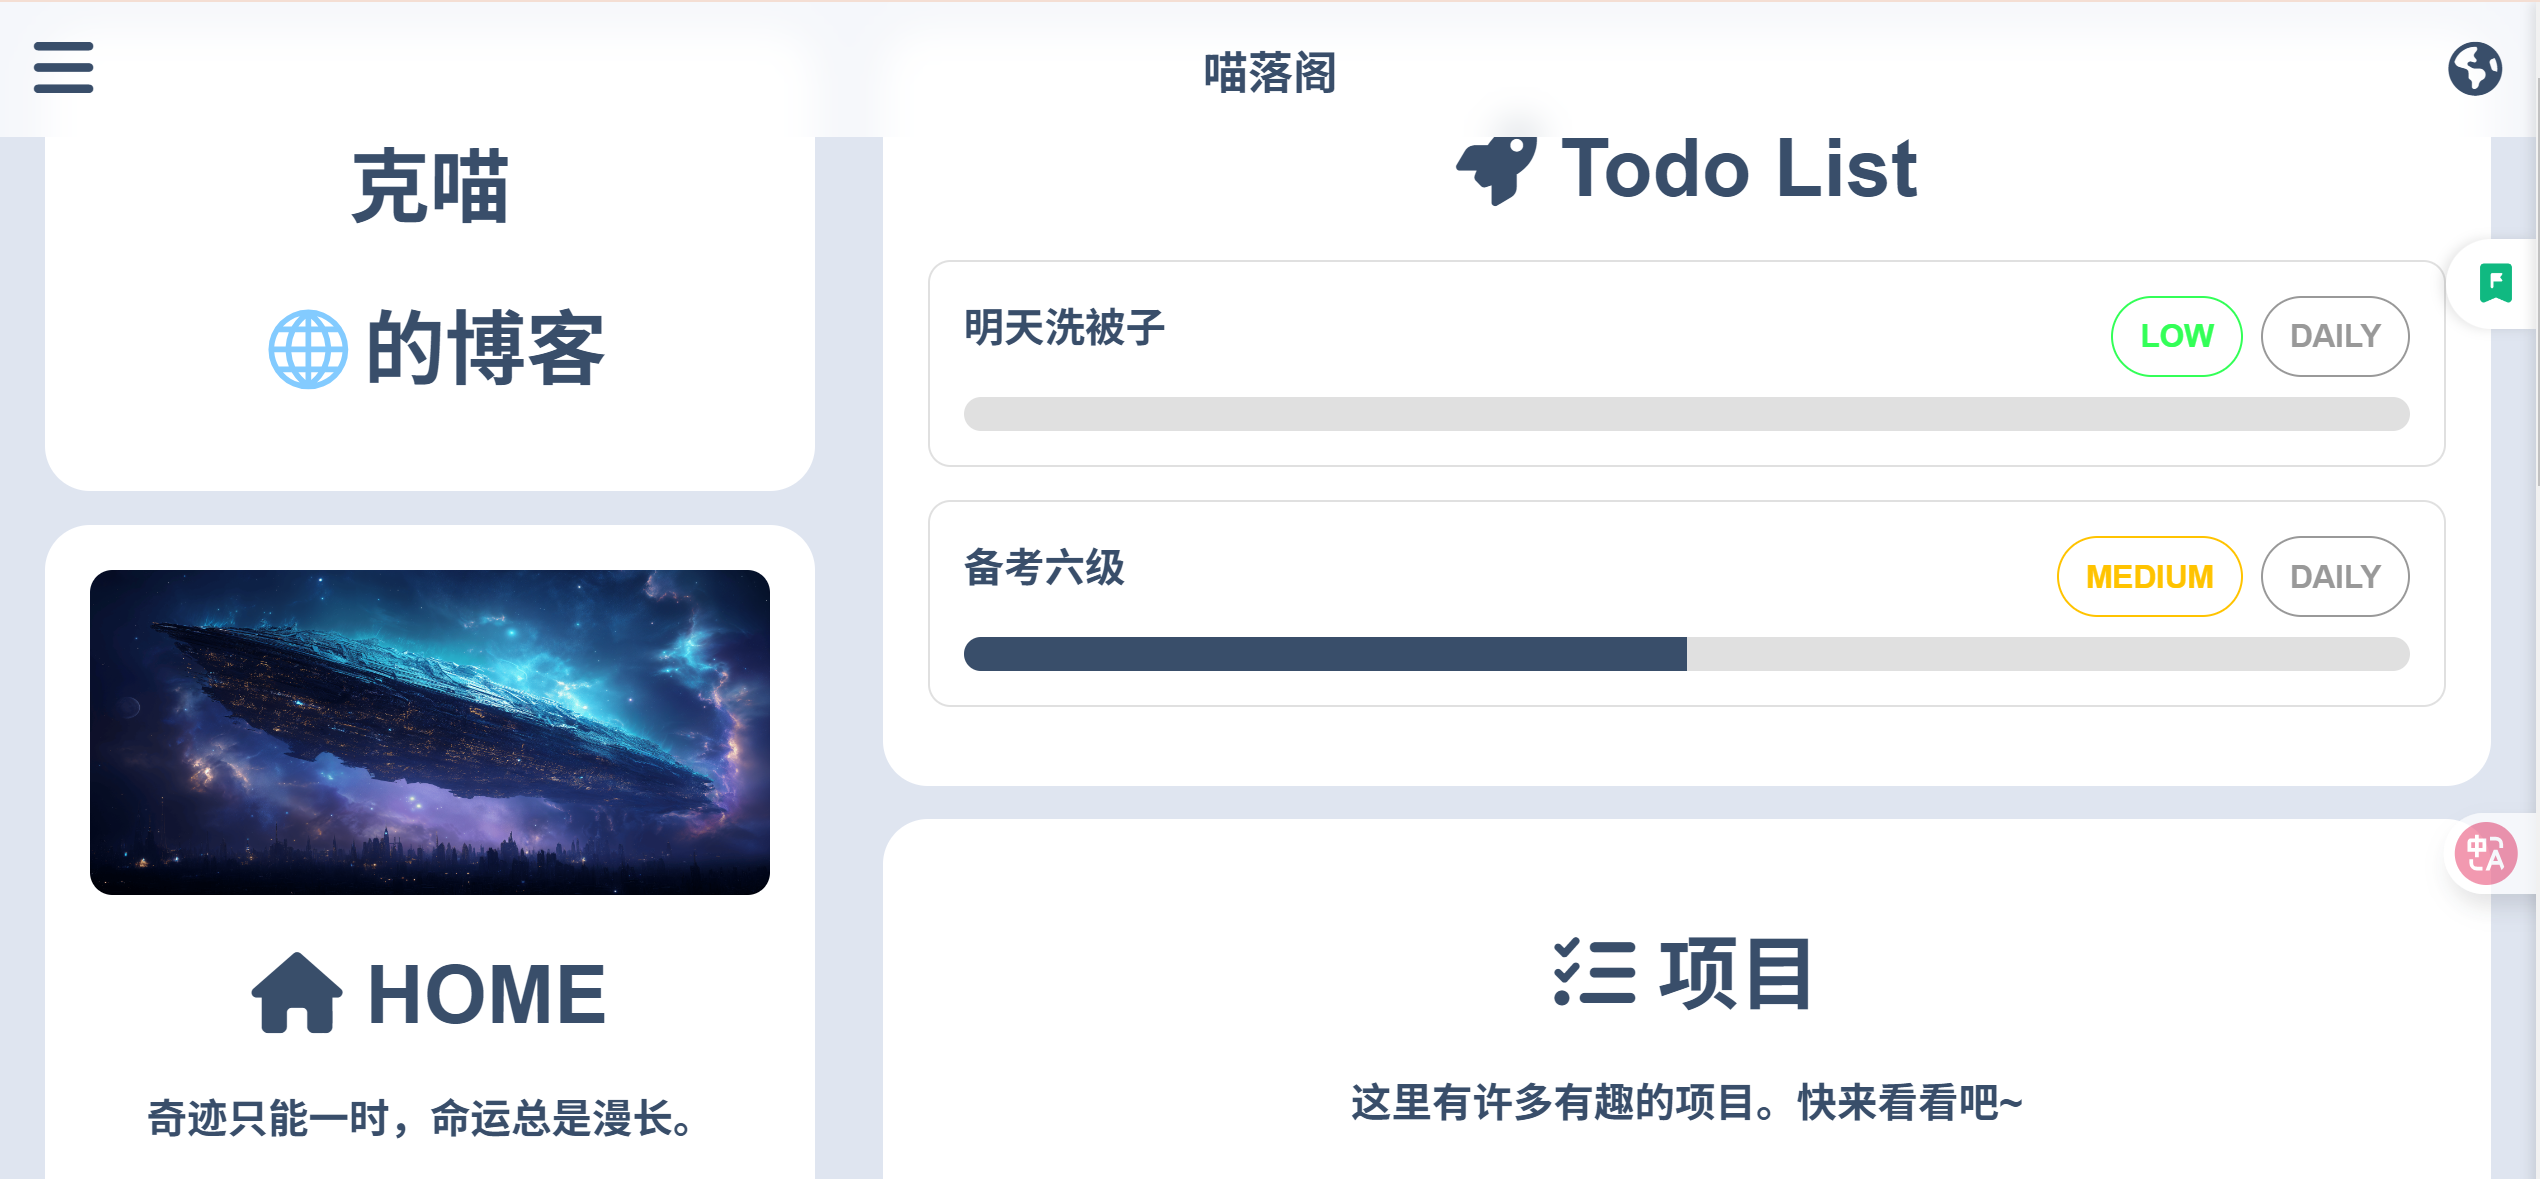 喵落阁
克喵
的博客
HOME
奇迹只能一时，命运总是漫长。
Todo List
明天洗被子
LOW
DAILY
备考六级
MEDIUM
DAILY
项目
这里有许多有趣的项目。快来看看吧~
中A